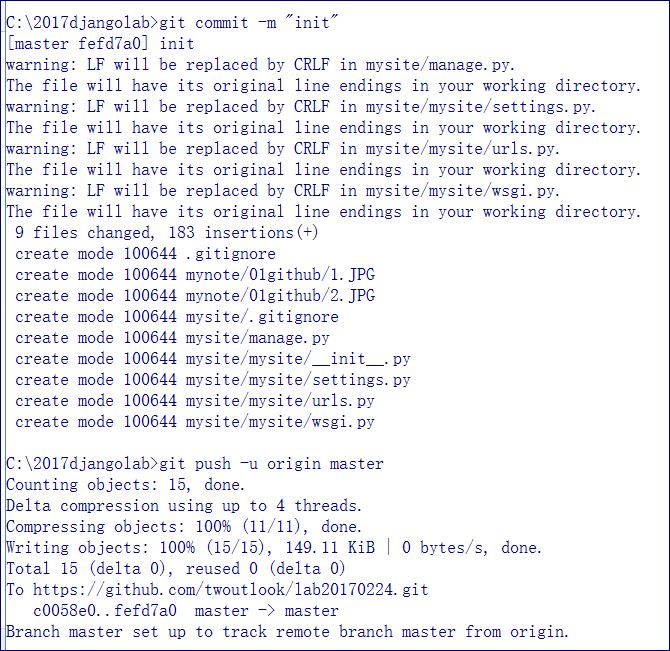 C:\2017djangolab>git commit -m "init"
[master fefd7a0] init
warning: LF will be replaced by CRLF in mysite/manage.py.
The file will have its original line endings in your working directory.
warning: LF will be replaced by CRLF in mysite/mysite/settings.py.
The file will have its original line endings in your working directory.
warning: LF will be replaced by CRLF in mysite/mysite/urls.py.
The file will have its original line endings in your working directory.
warning: LF will be replaced by CRLF in mysite/mysite/wsgi.py.
The file will have its original line endings in your working directory.
 9 files changed, 183 insertions(+)
 create mode 100644 .gitignore
 create mode 100644 mynote/01github/1.JPG
 create mode 100644 mynote/01github/2.JPG
 create mode 100644 mysite/.gitignore
 create mode 100644 mysite/manage.py
 create mode 100644 mysite/mysite/__init__.py
 create mode 100644 mysite/mysite/settings.py
 create mode 100644 mysite/mysite/urls.py
 create mode 100644 mysite/mysite/wsgi.py

C:\2017djangolab>git push -u origin master
Counting objects: 15, done.
Delta compression using up to 4 threads.
Compressing objects: 100% (11/11), done.
Writing objects: 100% (15/15), 149.11 KiB | 0 bytes/s, done.
Total 15 (delta 0), reused 0 (delta 0)
To https://github.com/twoutlook/lab20170224.git
   c0058e0..fefd7a0  master -> master
Branch master set up to track remote branch master from origin.